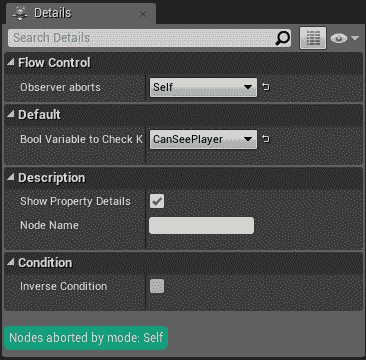 Details
Search Details
Flow Control
Observer aborts Self
Default
Bool Variable to Check K CanSeePlayer
Description
Show Property Details
Node Name
Condition
Inverse Condition
Nodes aborted by mode: Self